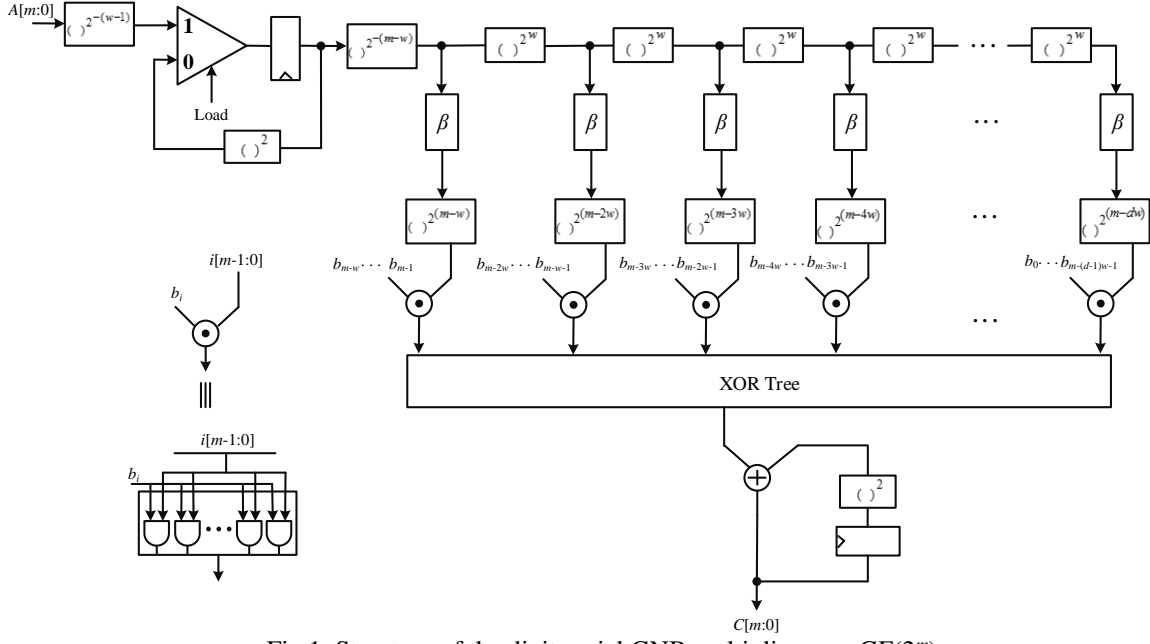 A[m:0]
( )^2^-(w-1)
1
0
Load
( )^2
( )^2^-(m-w)
( )^2^w ( )^2^w ( )^2^w ( )^2^w ··· ( )^2^w
β β β β ··· β
( )^2^(m-w) ( )^2^(m-2w) ( )^2^(m-3w) ( )^2^(m-4w) ··· ( )^2^(m-dw)
b_m-w ··· b_m-1 b_m-2w ··· b_m-w-1 b_m-3w ··· b_m-2w-1 b_m-4w ··· b_m-3w-1 b_0 ··· b_m-(d-1)w-1
i[m-1:0]
b_i
···
XOR Tree
i[m-1:0]
b_i
···
( )^2
C[m:0]